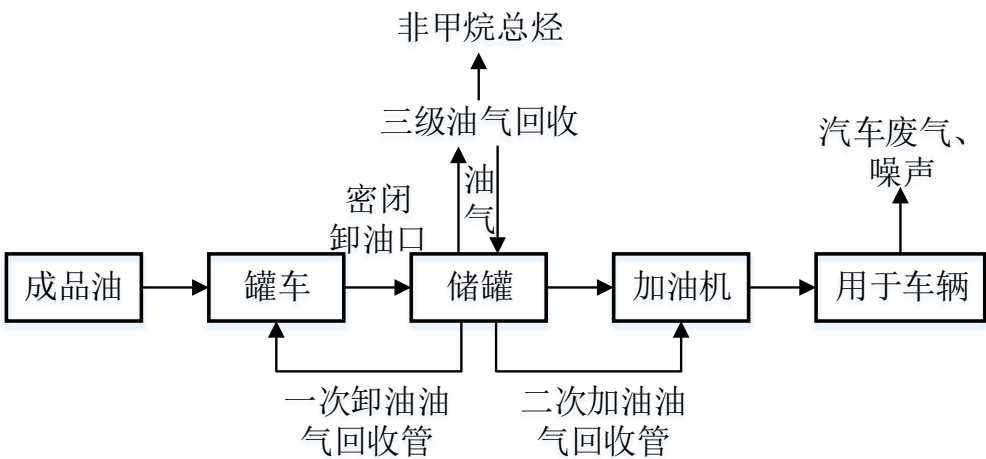 非甲烷总烃
三级油气回收
汽车废气、
噪声
油
气
密闭
卸油口
成品油
罐车
储罐
加油机
用于车辆
一次卸油油
气回收管
二次加油油
气回收管